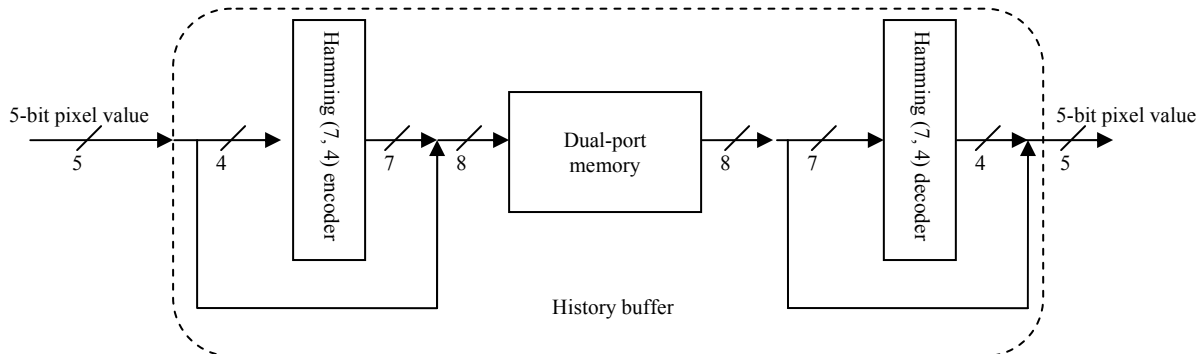 5-bit pixel value
5
4
Hamming (7, 4) encoder
7
8
Dual-port
memory
8
7
Hamming (7, 4) decoder
4
5-bit pixel value
5
History buffer